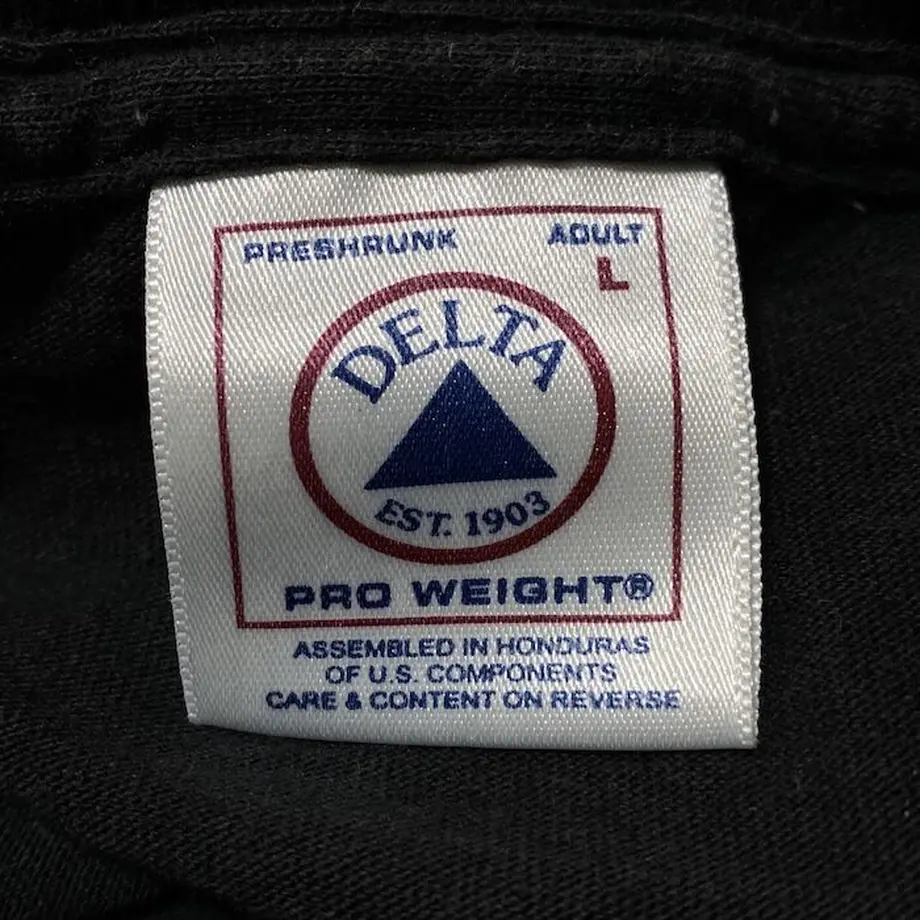 PRESHRUNK ADULT
L
DELTA
EST. 1903
PRO WEIGHT®
ASSEMBLED IN HONDURAS
OF U.S. COMPONENTS
CARE & CONTENT ON REVERSE